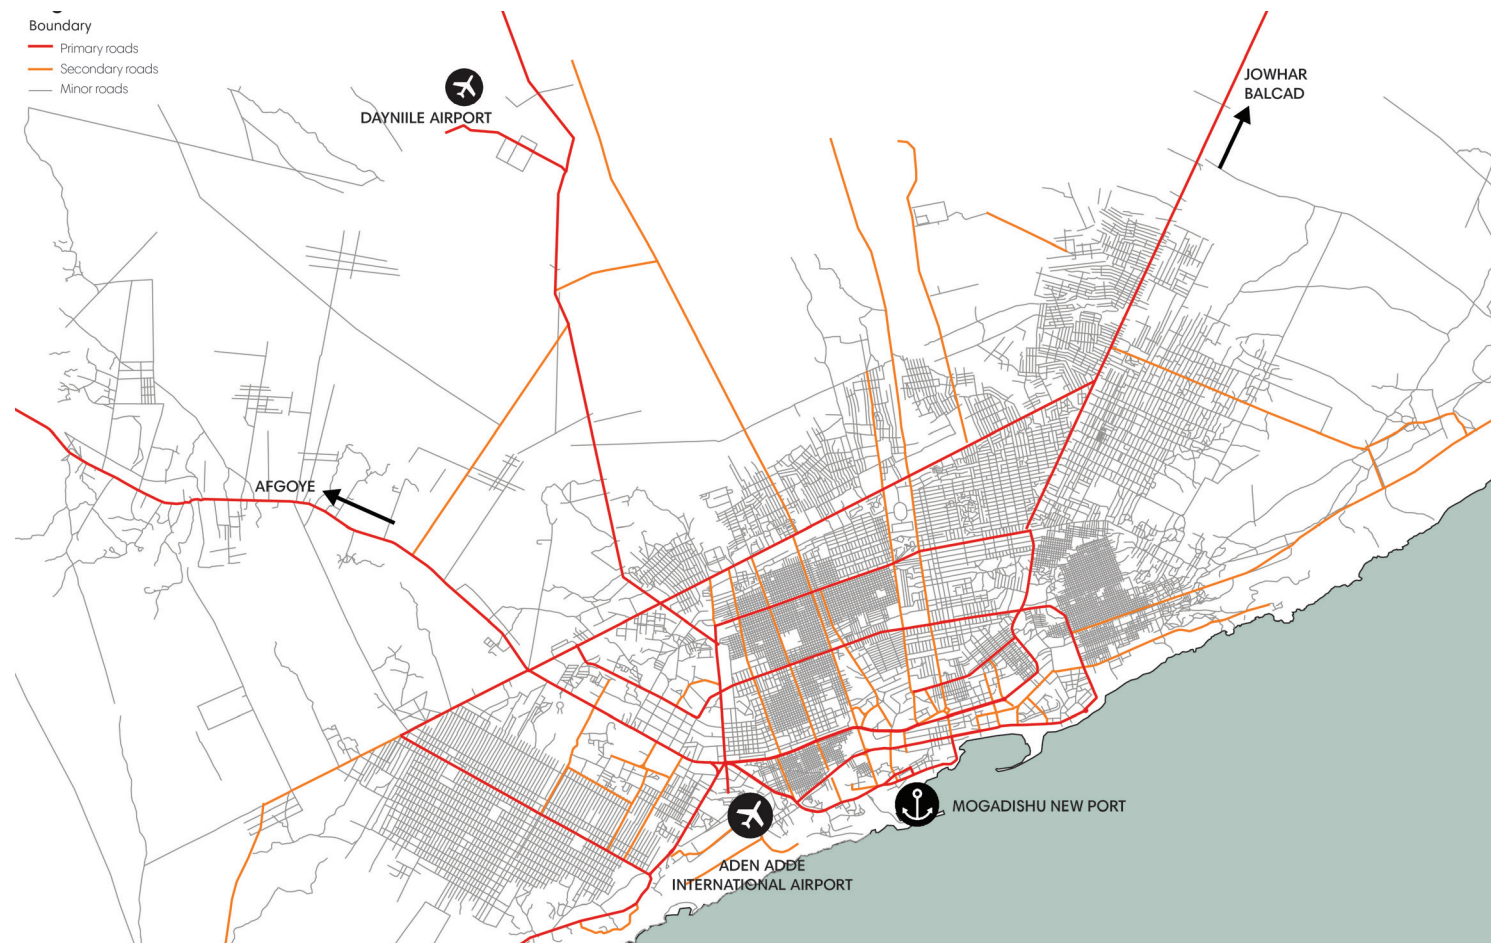 Boundary
Primary roads
Secondary roads
Minor roads
DAYNIILE AIRPORT
JOWHAR
BALCAD
AFGOYE
MOGADISHU NEW PORT
ADEN ADDE
INTERNATIONAL AIRPORT